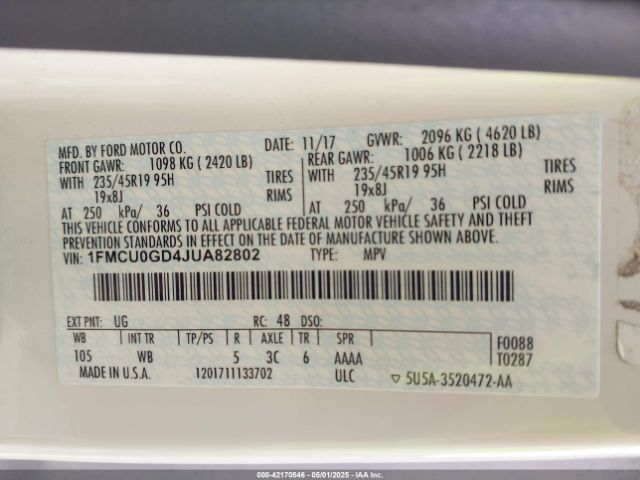 MFD. BY FORD MOTOR CO. DATE: 11/17 GVWR: 2096 KG ( 4620 LB)
FRONT GAWR: 1098 KG ( 2420 LB) REAR GAWR: 1006 KG ( 2218 LB)
WITH 235/45R19 95H TIRES WITH 235/45R19 95H TIRES
19x8J RIMS 19x8J RIMS
AT 250 kPa/ 36 PSI COLD AT 250 kPa/ 36 PSI COLD
THIS VEHICLE CONFORMS TO ALL APPLICABLE FEDERAL MOTOR VEHICLE SAFETY AND THEFT
PREVENTION STANDARDS IN EFFECT ON THE DATE OF MANUFACTURE SHOWN ABOVE.
VIN: 1FMCU0GD4JUA82802 TYPE: MPV
EXT PNT: UG RC: 48 DSO:
WB INT TR TP/PS R AXLE TR SPR F0088
105 WB 5 3C 6 AAAA T0287
MADE IN U.S.A. 1201711133702 ULC ▽ 5U5A-3520472-AA
000-42170546 - 05/01/2025 - IAA Inc.